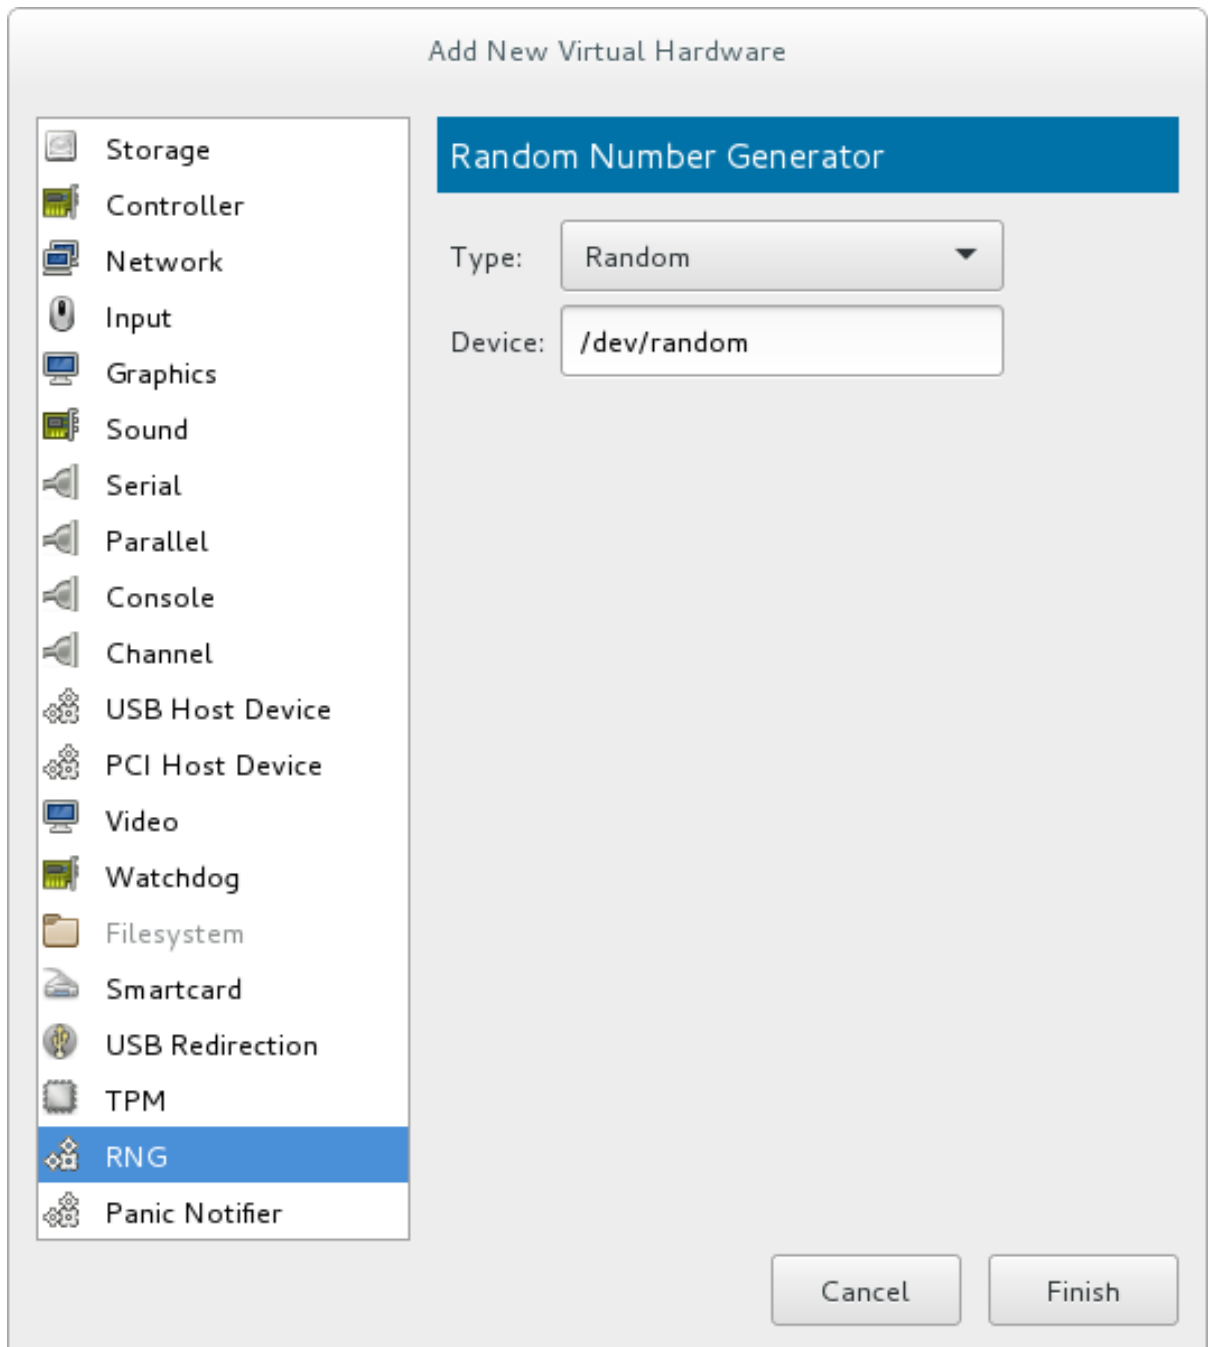 Add New Virtual Hardware
Storage
Controller
Network
Input
Graphics
Sound
Serial
Parallel
Console
Channel
USB Host Device
PCI Host Device
Video
Watchdog
Filesystem
Smartcard
USB Redirection
TPM
RNG
Panic Notifier
Random Number Generator
Type: Random
Device: /dev/random
Cancel Finish